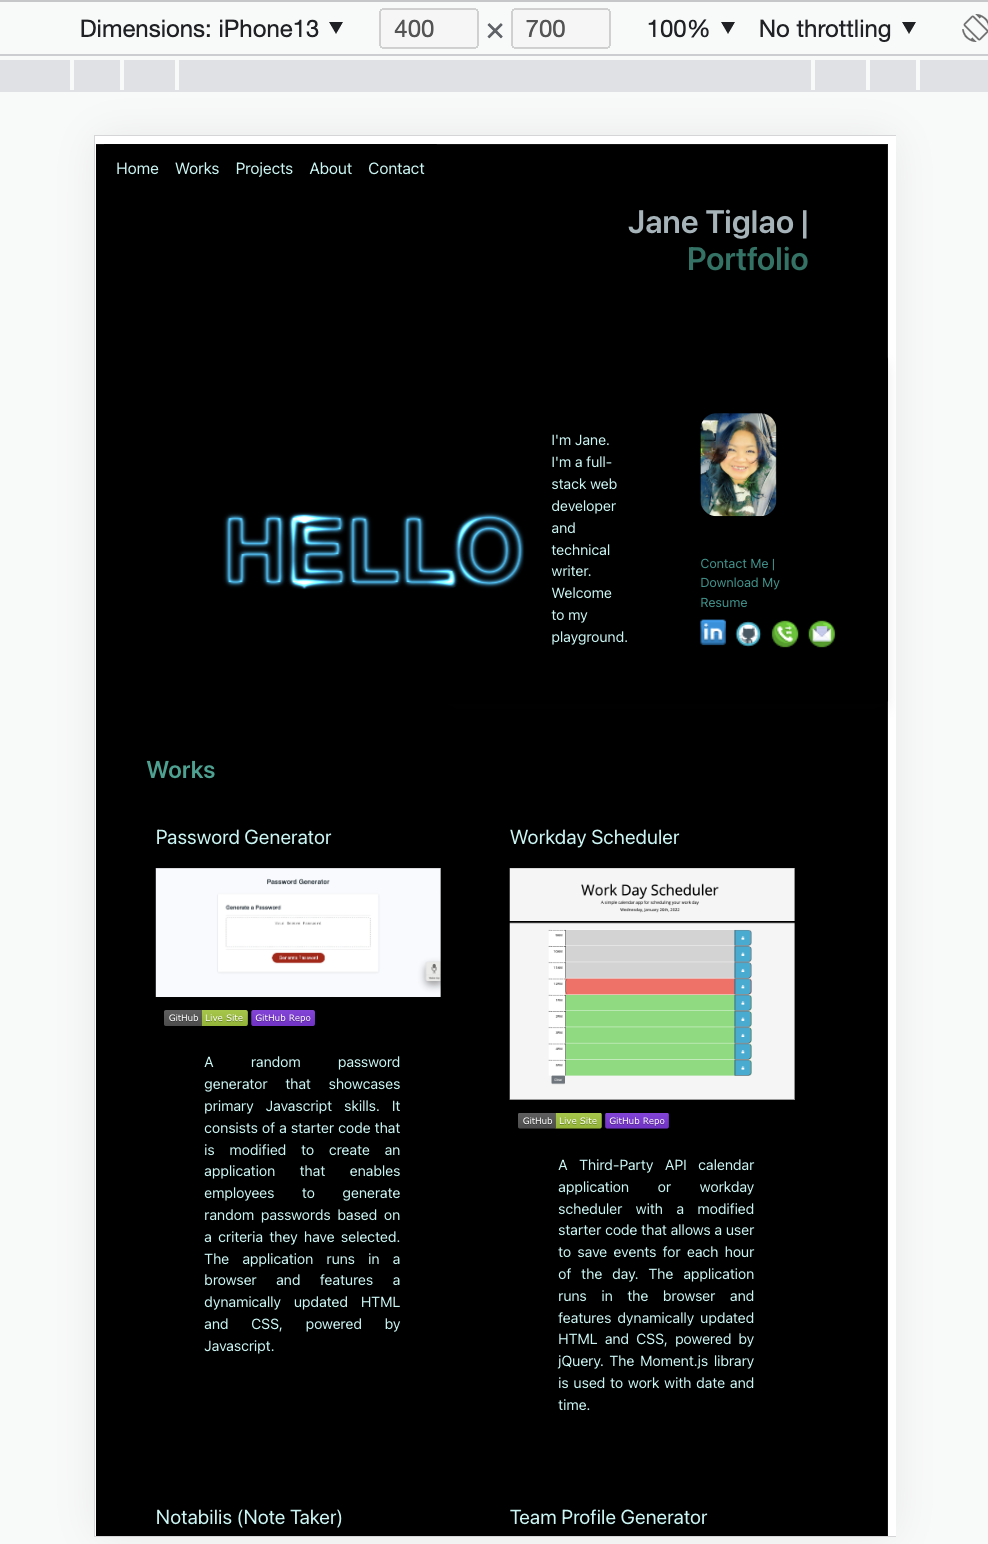 Dimensions: iPhone13 ▼ 400 × 700 100% ▼ No throttling ▼
Home Works Projects About Contact
Jane Tiglao |
Portfolio
I'm Jane.
I'm a full-
stack web
developer
and
technical
writer.
Welcome
to my
playground.
HELLO
Contact Me |
Download My
Resume
in
Works
Password Generator
Password Generator
Generate a Password
Your Secure Password
Generate Password
GitHub Live Site GitHub Repo
A random password
generator that showcases
primary Javascript skills. It
consists of a starter code that
is modified to create an
application that enables
employees to generate
random passwords based on
a criteria they have selected.
The application runs in a
browser and features a
dynamically updated HTML
and CSS, powered by
Javascript.
Workday Scheduler
Work Day Scheduler
A simple calendar app for scheduling your work day
Wednesday, January 26th, 2022
GitHub Live Site GitHub Repo
A Third-Party API calendar
application or workday
scheduler with a modified
starter code that allows a user
to save events for each hour
of the day. The application
runs in the browser and
features dynamically updated
HTML and CSS, powered by
jQuery. The Moment.js library
is used to work with date and
time.
Notabilis (Note Taker)
Team Profile Generator